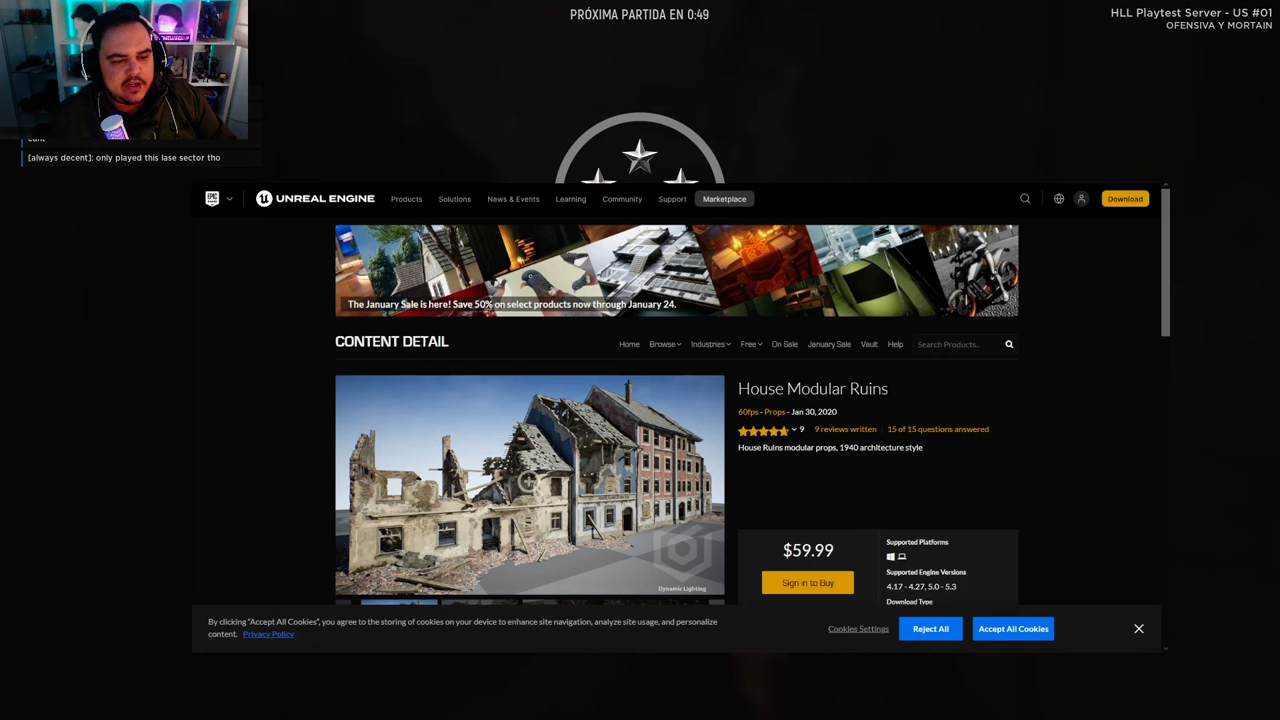 PRÓXIMA PARTIDA EN 0:49
HLL Playtest Server - US #01
OFENSIVA Y MORTAIN
[always decent]: only played this lase sector tho
EPIC GAMES
UNREAL ENGINE
Products
Solutions
News & Events
Learning
Community
Support
Marketplace
Download
The January Sale is here! Save 50% on select products now through January 24.
CONTENT DETAIL
Home
Browse
Industries
Free
On Sale
January Sale
Vault
Help
Search Products..
House Modular Ruins
60fps - Props - Jan 30, 2020
9
9 reviews written
15 of 15 questions answered
House Ruins modular props, 1940 architecture style
Dynamic Lighting
$59.99
Sign in to Buy
Supported Platforms
Supported Engine Versions
4.17 - 4.27, 5.0 - 5.3
Download Type
By clicking “Accept All Cookies”, you agree to the storing of cookies on your device to enhance site navigation, analyze site usage, and personalize
content. Privacy Policy
Cookies Settings
Reject All
Accept All Cookies